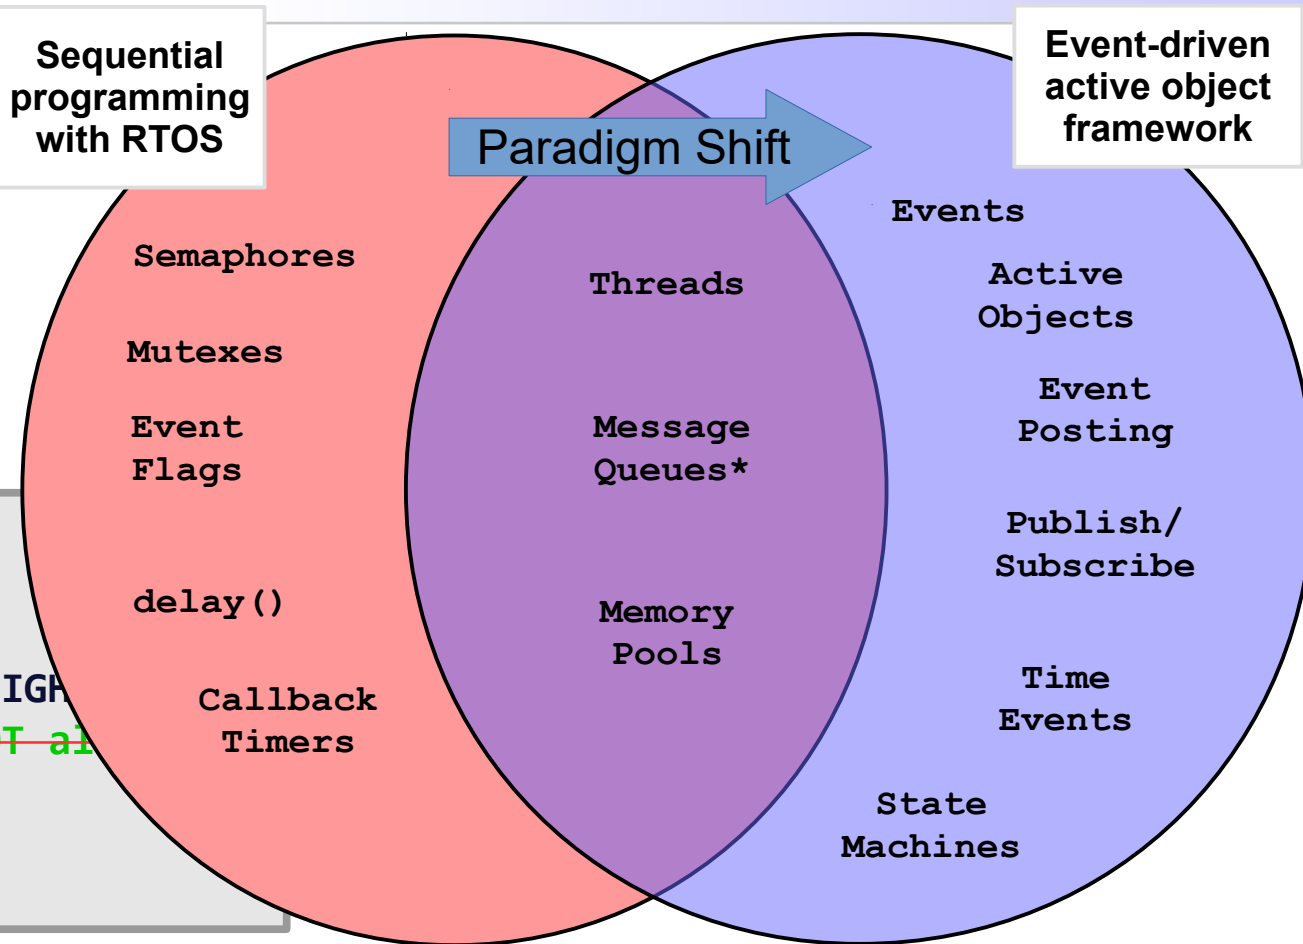 Sequential
programming
with RTOS
Event-driven
active object
framework
Paradigm Shift
Semaphores
Mutexes
Event
Flags
delay()
Callback
Timers
Threads
Message
Queues*
Memory
Pools
Events
Active
Objects
Event
Posting
Publish/
Subscribe
Time
Events
State
Machines